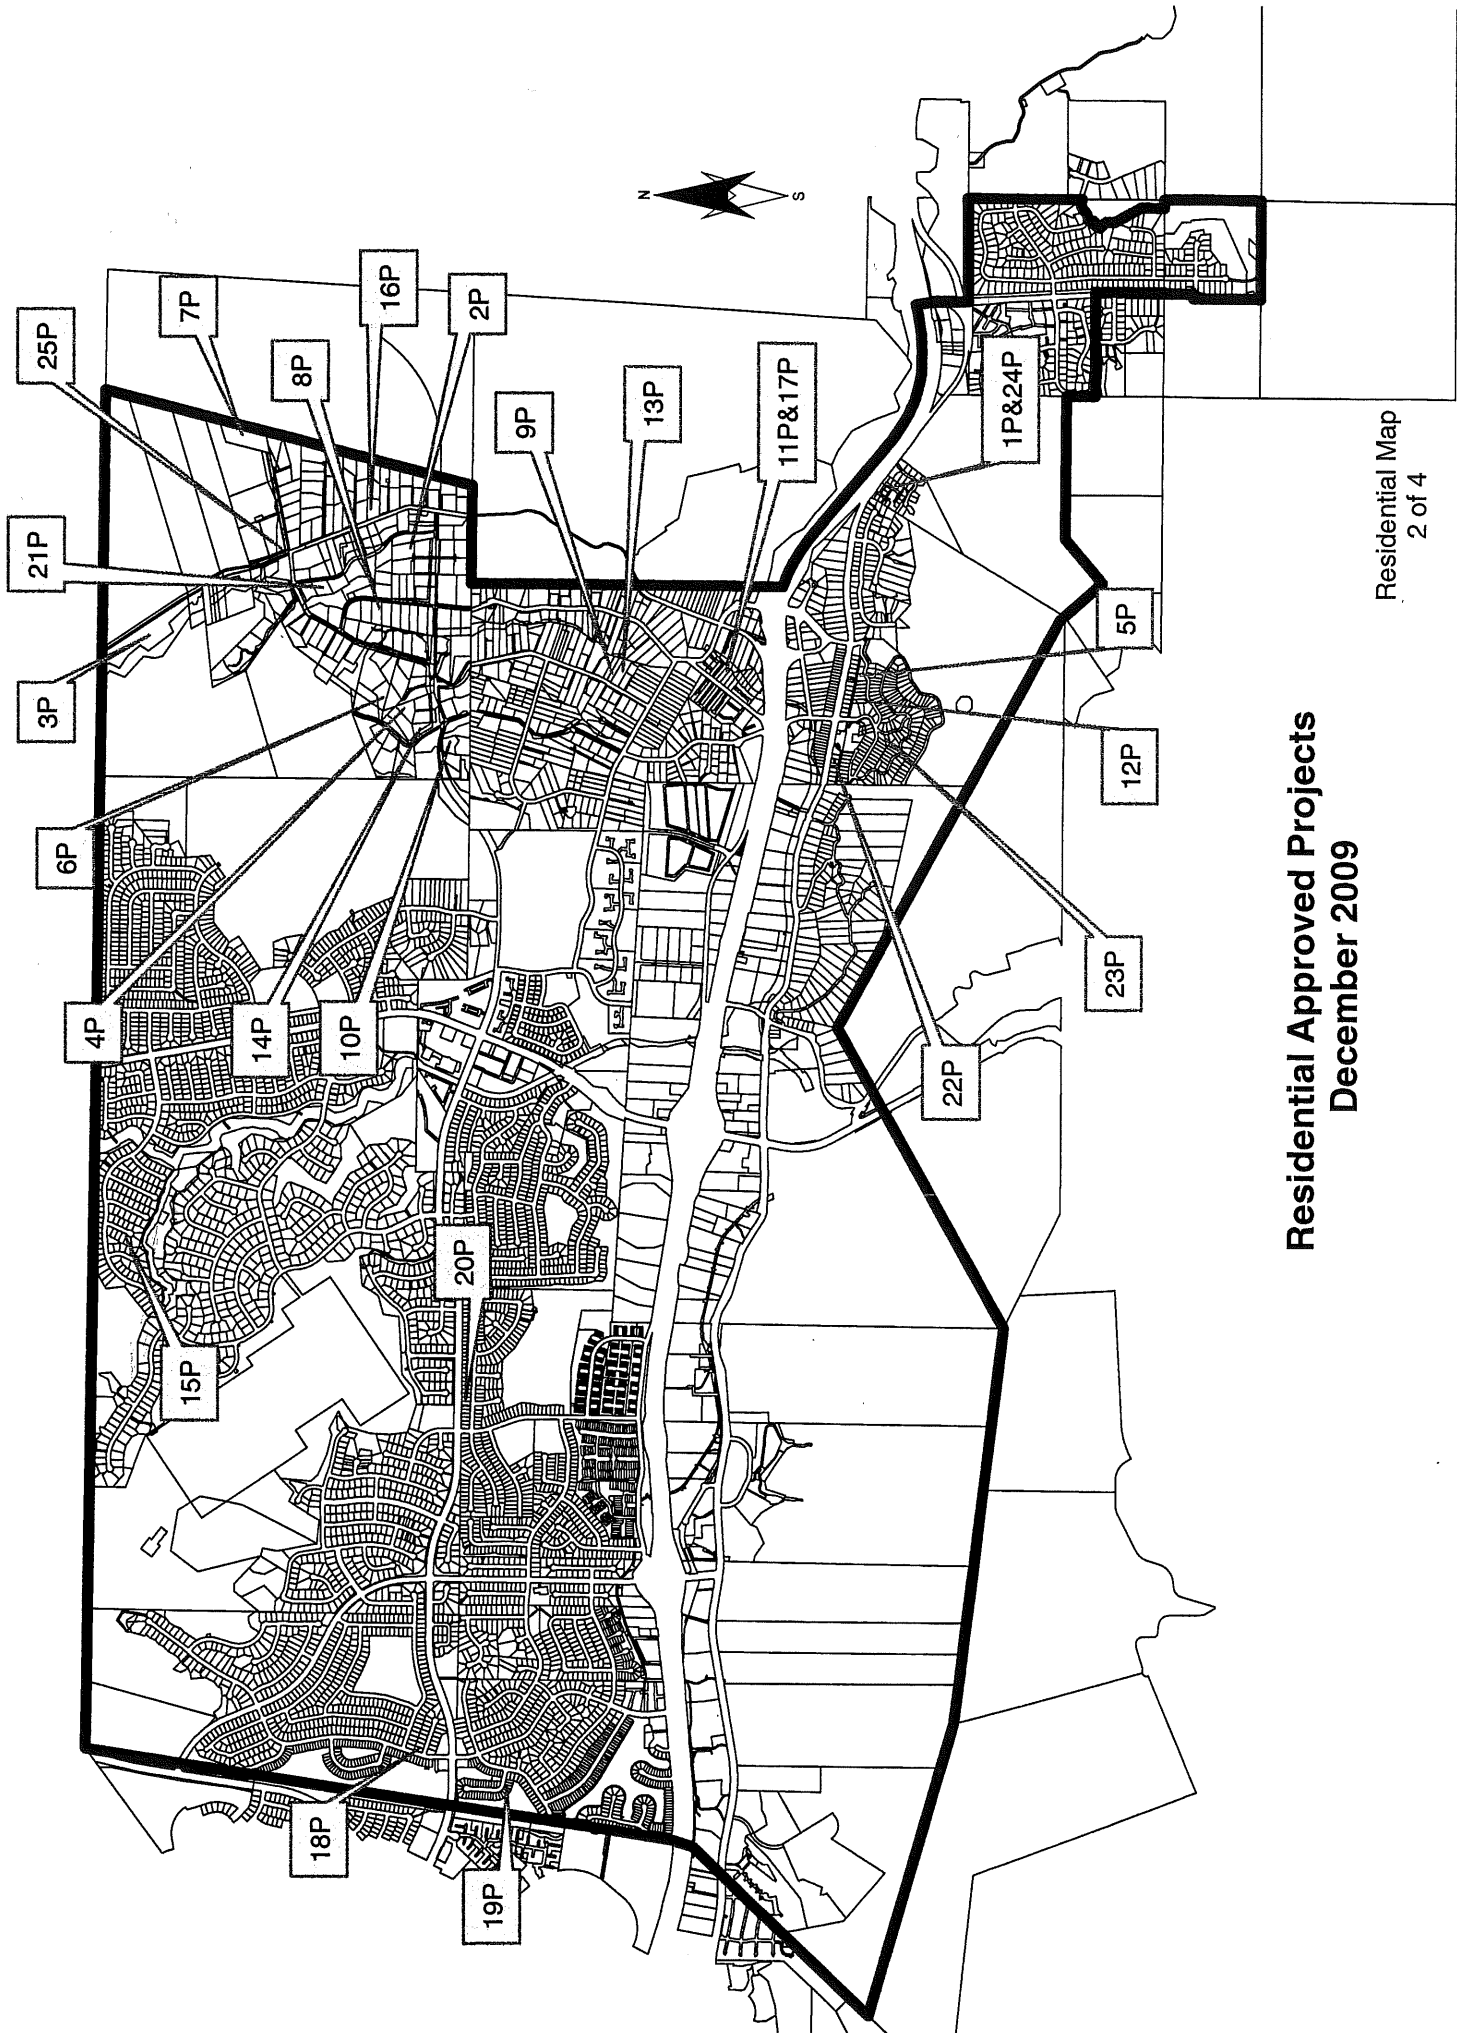 3P
21P
25P
7P
6P
8P
16P
4P
14P
10P
2P
9P
13P
11P&17P
N
S
15P
20P
1P&24P
18P
19P
22P
23P
12P
5P
Residential Approved Projects
December 2009
Residential Map
2 of 4